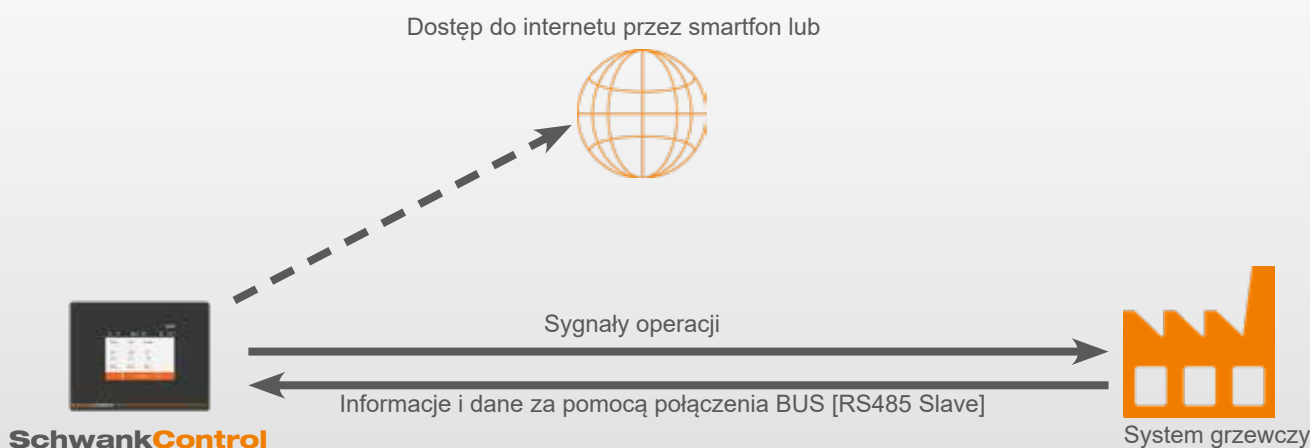 Dostęp do internetu przez smartfon lub
Sygnały operacji
Informacje i dane za pomocą połączenia BUS [RS485 Slave]
SchwankControl
System grzewczy